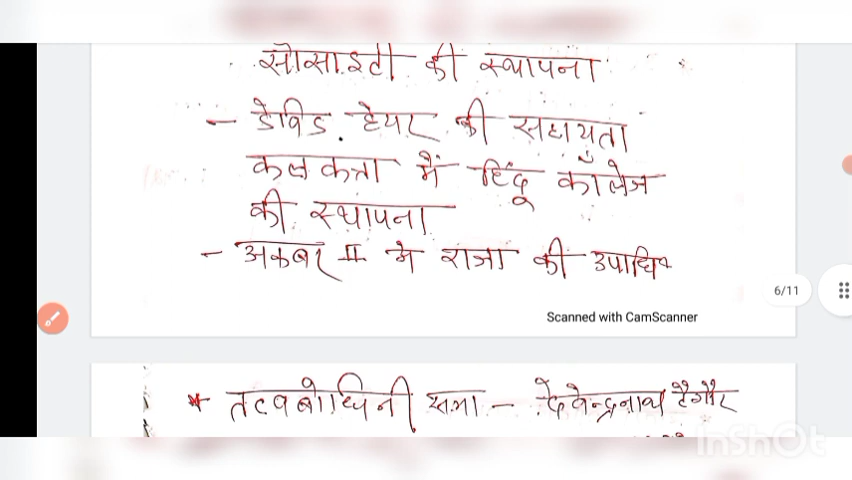 सोसाइटी की स्थापना
- डेविड हेयर की सहायता
कलकत्ता में हिंदू कॉलेज
की स्थापना
- अकबर II ने राजा की उपाधि
6/11
Scanned with CamScanner
* तत्वबोधिनी सभा - देवेन्द्रनाथ टैगौर
InShot